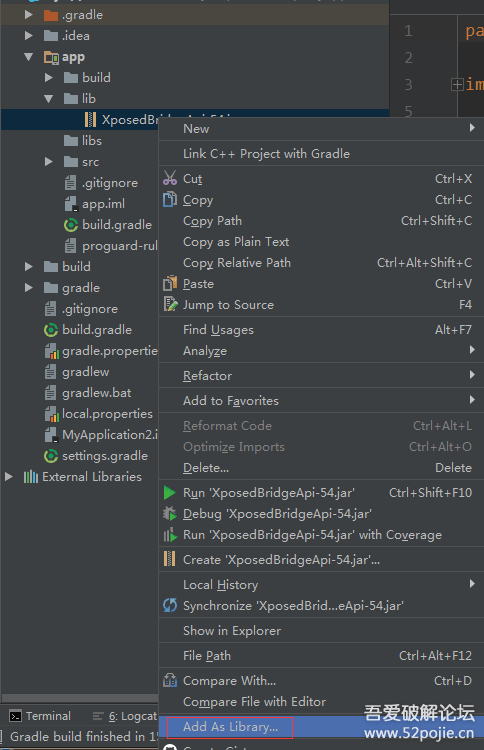 .gradle
.idea
app
build
lib
XposedBridgeApi-54.jar
libs
src
.gitignore
app.iml
build.gradle
proguard-rul
build
gradle
.gitignore
build.gradle
gradle.propertie
gradlew
gradlew.bat
local.properties
MyApplication2.i
settings.gradle
External Libraries
1
2
3
5
pa
im
New
Link C++ Project with Gradle
Cut Ctrl+X
Copy Ctrl+C
Copy Path Ctrl+Shift+C
Copy as Plain Text
Copy Relative Path Ctrl+Alt+Shift+C
Paste Ctrl+V
Jump to Source F4
Find Usages Alt+F7
Analyze
Refactor
Add to Favorites
Reformat Code Ctrl+Alt+L
Optimize Imports Ctrl+Alt+O
Delete... Delete
Run 'XposedBridgeApi-54.jar' Ctrl+Shift+F10
Debug 'XposedBridgeApi-54.jar'
Run 'XposedBridgeApi-54.jar' with Coverage
Create 'XposedBridgeApi-54.jar'...
Local History
Synchronize 'XposedBrid...eApi-54.jar'
Show in Explorer
File Path Ctrl+Alt+F12
Compare With... Ctrl+D
Compare File with Editor
Add As Library...
Terminal 6: Logcat
Gradle build finished in
吾爱破解论坛
www.52pojie.cn